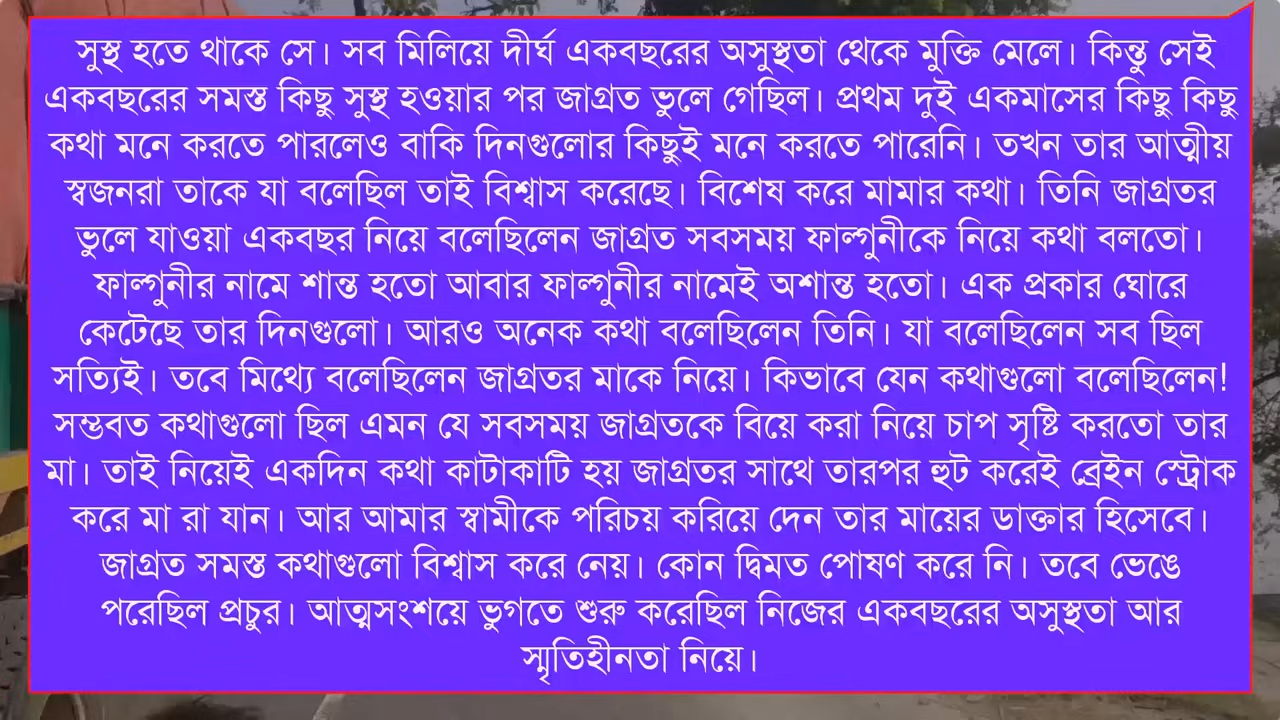 সুস্থ হতে থাকে সে। সব মিলিয়ে দীর্ঘ একবছরের অসুস্থতা থেকে মুক্তি মেলে। কিন্তু সেই
একবছরের সমস্ত কিছু সুস্থ হওয়ার পর জাগ্রত ভুলে গেছিল। প্রথম দুই একমাসের কিছু কিছু
কথা মনে করতে পারলেও বাকি দিনগুলোর কিছুই মনে করতে পারেনি। তখন তার আত্মীয়
স্বজনরা তাকে যা বলেছিল তাই বিশ্বাস করেছে। বিশেষ করে মামার কথা। তিনি জাগ্রতর
ভুলে যাওয়া একবছর নিয়ে বলেছিলেন জাগ্রত সবসময় ফাল্গুনীকে নিয়ে কথা বলতো।
ফাল্গুনীর নামে শান্ত হতো আবার ফাল্গুনীর নামেই অশান্ত হতো। এক প্রকার ঘোরে
কেটেছে তার দিনগুলো। আরও অনেক কথা বলেছিলেন তিনি। যা বলেছিলেন সব ছিল
সত্যিই। তবে মিথ্যে বলেছিলেন জাগ্রতর মাকে নিয়ে। কিভাবে যেন কথাগুলো বলেছিলেন!
সম্ভবত কথাগুলো ছিল এমন যে সবসময় জাগ্রতকে বিয়ে করা নিয়ে চাপ সৃষ্টি করতো তার
মা। তাই নিয়েই একদিন কথা কাটাকাটি হয় জাগ্রতর সাথে তারপর হুট করেই ব্রেইন স্ট্রোক
করে মা রা যান। আর আমার স্বামীকে পরিচয় করিয়ে দেন তার মায়ের ডাক্তার হিসেবে।
জাগ্রত সমস্ত কথাগুলো বিশ্বাস করে নেয়। কোন দ্বিমত পোষণ করে নি। তবে ভেঙে
পরেছিল প্রচুর। আত্মসংশয়ে ভুগতে শুরু করেছিল নিজের একবছরের অসুস্থতা আর
স্মৃতিহীনতা নিয়ে।